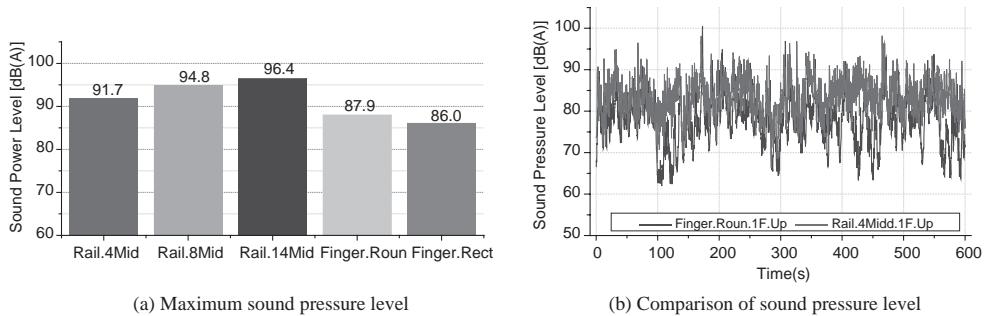 Sound Power Level [dB(A)]
100
90
80
70
60
91.7
94.8
96.4
87.9
86.0
Rail.4Mid
Rail.8Mid
Rail.14Mid
Finger.Roun
Finger.Rect
(a) Maximum sound pressure level
Sound Pressure Level [dB(A)]
100
90
80
70
60
50
Finger.Roun.1F.Up
Rail.4Midd.1F.Up
0
100
200
300
400
500
600
Time(s)
(b) Comparison of sound pressure level